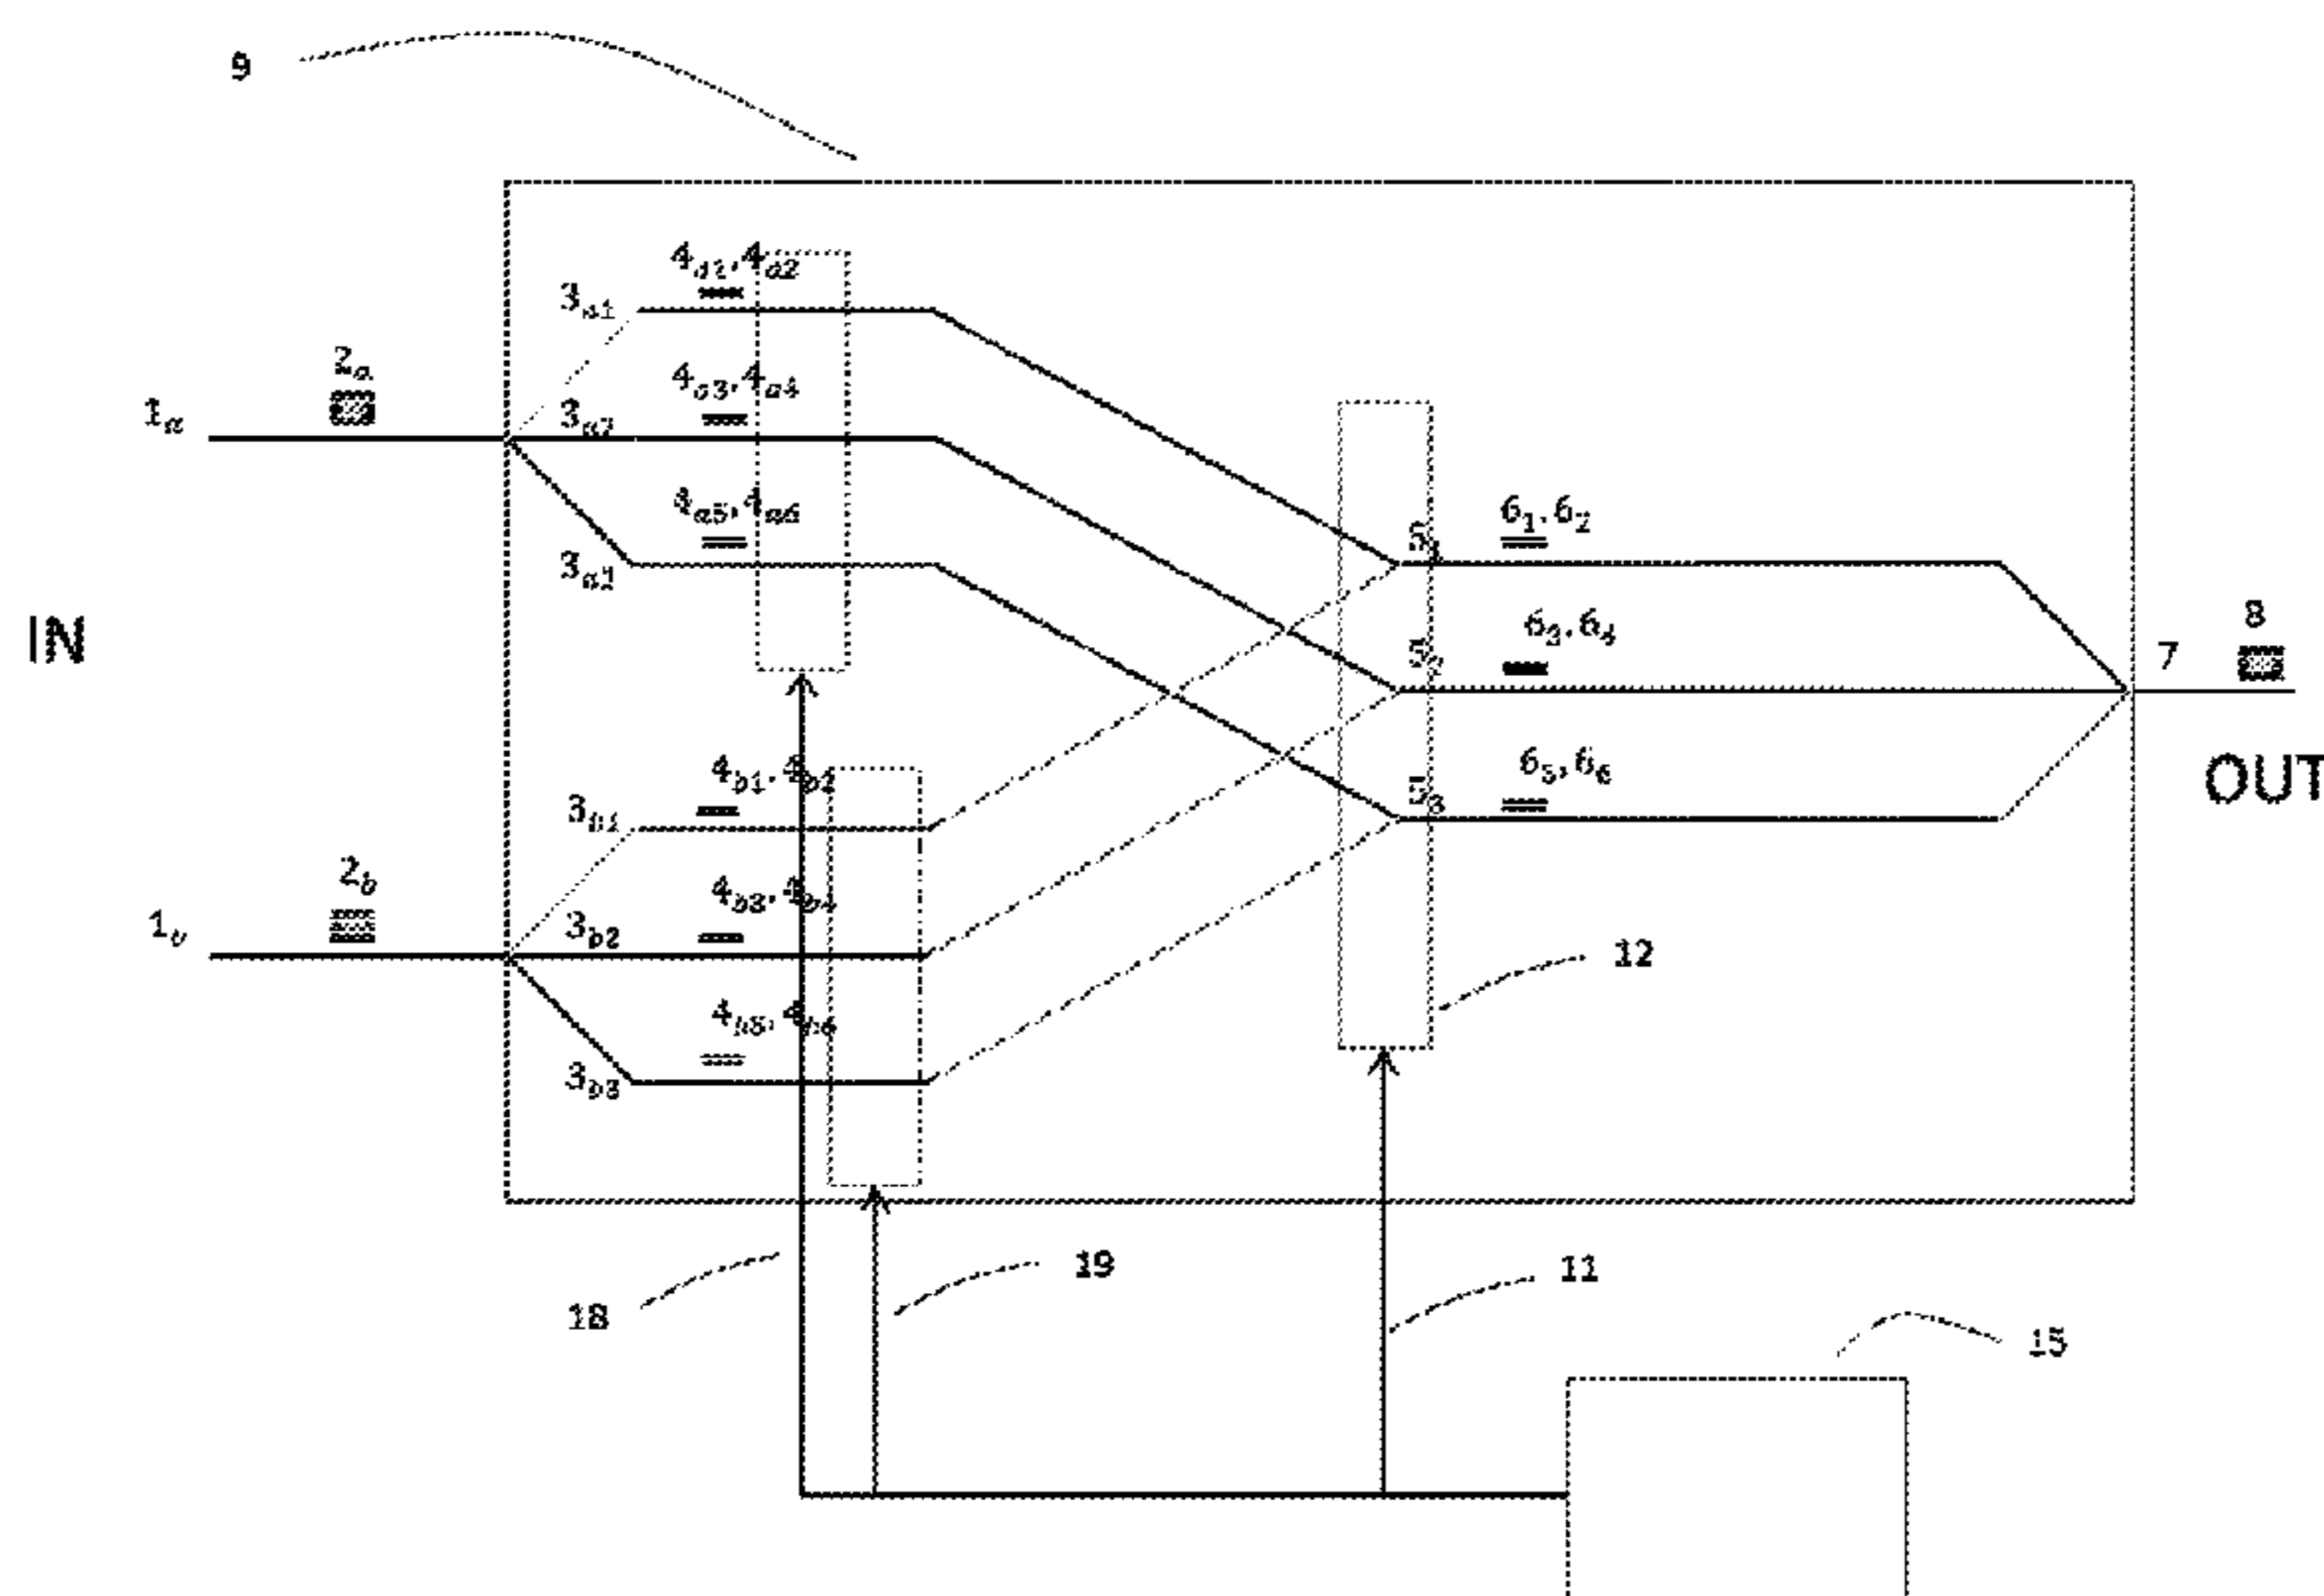 9
4a1,4a2
3a1
2a
4a3,4a4
1a
3a2
4a5,4a6
61,62
51
3a3
IN
63,64
8
52
7
4b1,4b2
65,66
OUT
53
3b1
2b
4b3,4b4
1b
3b2
12
4b5,4b6
3b3
19
11
18
15